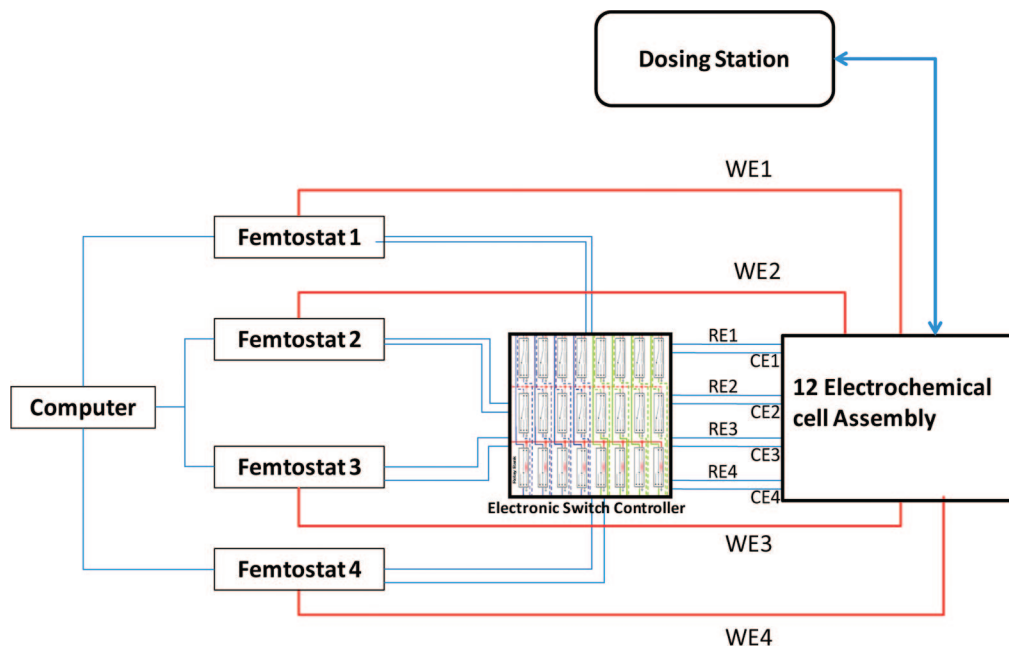 Dosing Station
WE1
Femtostat 1
WE2
Femtostat 2
RE1
CE1
RE2
CE2
RE3
CE3
RE4
CE4
12 Electrochemical
cell Assembly
Computer
Femtostat 3
Electronic Switch Controller
WE3
Femtostat 4
WE4